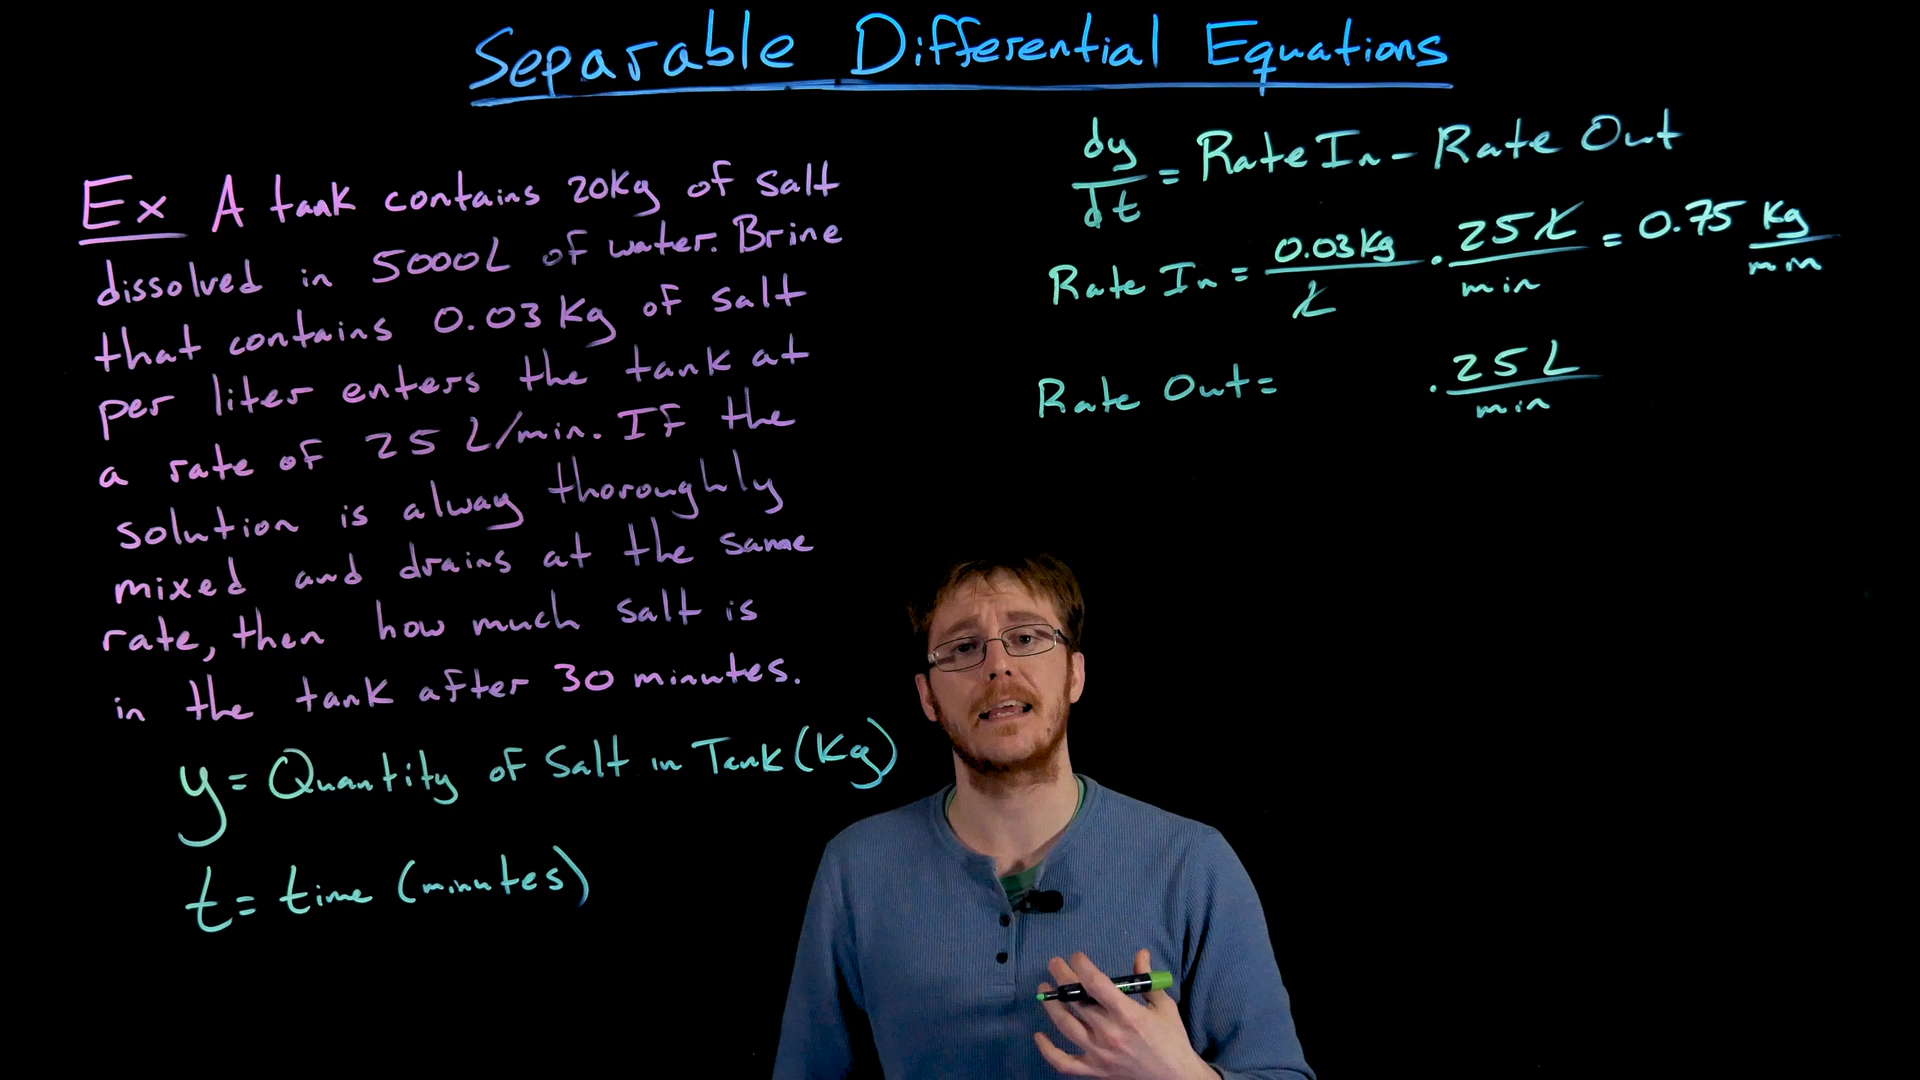 Separable Differential Equations
Ex A tank contains 20Kg of salt
dissolved in 5000L of water. Brine
that contains 0.03 Kg of salt
per liter enters the tank at
a rate of 25 L/min. If the
solution is alway thoroughly
mixed and drains at the same
rate, then how much salt is
in the tank after 30 minutes.
y = Quantity of Salt in Tank (Kg)
t = time (minutes)
dy/dt = Rate In - Rate Out
Rate In = 0.03Kg/L · 25 L/min = 0.75 Kg/min
Rate Out = · 25 L/min